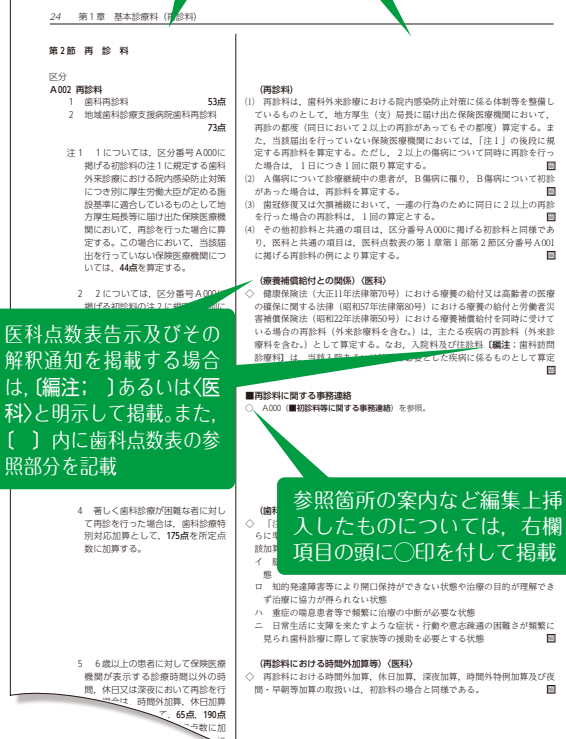 24　第1章　基本診療料（再診料）
第2節　再　診　料
区分
A002　再診料
1　歯科再診料　53点
2　地域歯科診療支援病院歯科再診料
73点
注1　1については，区分番号A000に
掲げる初診料の注1に規定する歯科
外来診療における院内感染防止対策
につき別に厚生労働大臣が定める施
設基準に適合しているものとして地
方厚生局長等に届け出た保険医療機
関において，再診を行った場合に算
定する。この場合において，当該届
出を行っていない保険医療機関につ
いては，44点を算定する。
2　2については，区分番号A000に
掲げる初診料の注2に規定
医科点数表告示及びその
解釈通知を掲載する場合
は，〔編注；　〕あるいは〈医
科〉と明示して掲載。また，
〔　〕内に歯科点数表の参
照部分を記載
4　著しく歯科診療が困難な者に対し
て再診を行った場合は，歯科診療特
別対応加算として，175点を所定点
数に加算する。
5　6歳以上の患者に対して保険医療
機関が表示する診療時間以外の時
間，休日又は深夜において再診を行
場合は，時間外加算，休日加算
て，65点，190点
点数に加
（再診料）
(1)　再診料は，歯科外来診療における院内感染防止対策に係る体制等を整備し
ているものとして，地方厚生（支）局長に届け出た保険医療機関において，
再診の都度（同日において2以上の再診があってもその都度）算定する。ま
た，当該届出を行っていない保険医療機関においては，「注1」の後段に規
定する再診料を算定する。ただし，2以上の傷病について同時に再診を行っ
た場合は，1日につき1回に限り算定する。
(2)　A傷病について診療継続中の患者が，B傷病に罹り，B傷病について初診
があった場合は，再診料を算定する。
(3)　歯冠修復又は欠損補綴において，一連の行為のために同日に2以上の再診
を行った場合の再診料は，1回の算定とする。
(4)　その他初診料と共通の項目は，区分番号A000に掲げる初診料と同様であ
り，医科と共通の項目は，医科点数表の第1章第1部第2節区分番号A001
に掲げる再診料の例により算定する。
（療養補償給付との関係）〈医科〉
◇　健康保険法（大正11年法律第70号）における療養の給付又は高齢者の医療
の確保に関する法律（昭和57年法律第80号）における療養の給付と労働者災
害補償保険法（昭和22年法律第50号）における療養補償給付を同時に受けて
いる場合の再診料（外来診療料を含む。）は，主たる疾病の再診料（外来診
療料を含む。）として算定する。なお，入院料及び往診料〔編注：歯科訪問
診療料〕は，当該入院
とした疾病に係るものとして算定
■再診料に関する事務連絡
○　A000（■初診料等に関する事務連絡）を参照。
参照箇所の案内など編集上挿
入したものについては，右欄
項目の頭に○印を付して掲載
ロ　知的発達障害等により開口保持ができない状態や治療の目的が理解でき
ず治療に協力が得られない状態
ハ　重症の喘息患者等で頻繁に治療の中断が必要な状態
ニ　日常生活に支障を来たすような症状・行動や意志疎通の困難さが頻繁に
見られ歯科診療に際して家族等の援助を必要とする状態
（再診料における時間外加算等）〈医科〉
◇　再診料における時間外加算，休日加算，深夜加算，時間外特例加算及び夜
間・早朝等加算の取扱いは，初診料の場合と同様である。